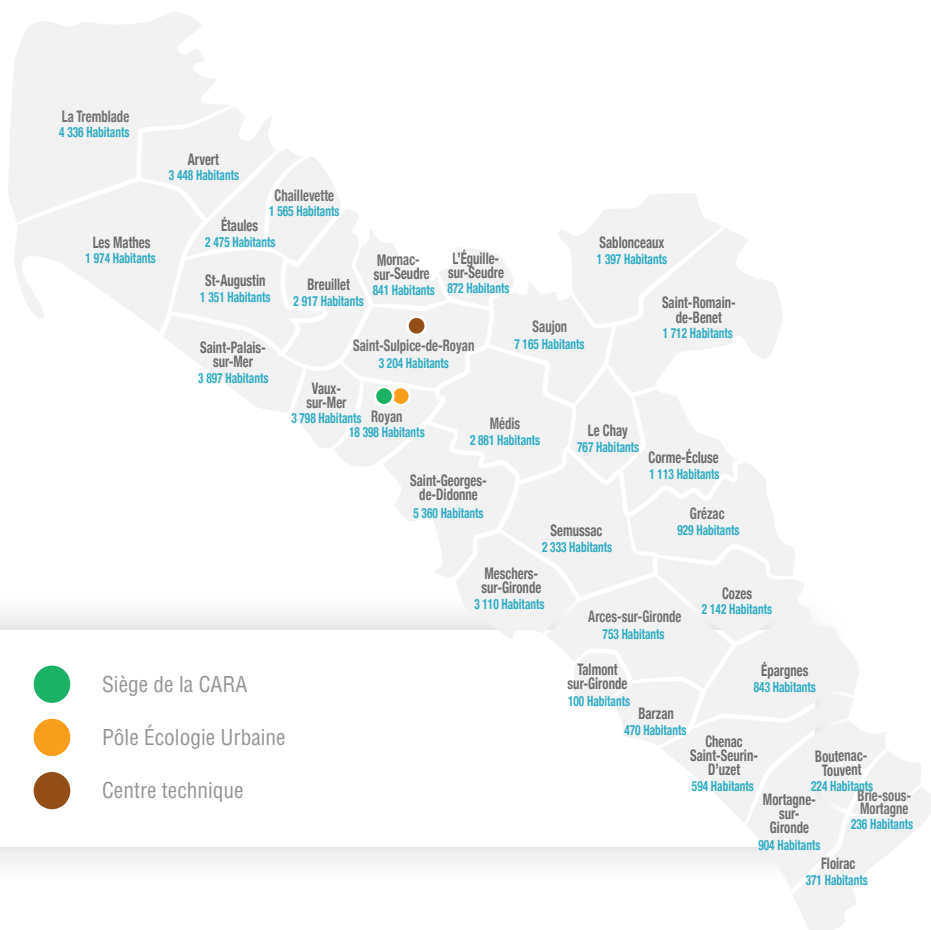 La Tremblade
4 336 Habitants
Arvert
3 448 Habitants
Chaillevette
1 565 Habitants
Étaules
2 475 Habitants
Les Mathes
1 974 Habitants
Sablonceaux
1 397 Habitants
Mornac-
sur-Seudre
841 Habitants
L'Éguille-
sur-Seudre
872 Habitants
St-Augustin
1 351 Habitants
Breuillet
2 917 Habitants
Saint-Romain-
de-Benet
1 712 Habitants
Saujon
7 165 Habitants
Saint-Sulpice-de-Royan
3 204 Habitants
Saint-Palais-
sur-Mer
3 897 Habitants
Vaux-
sur-Mer
3 798 Habitants
Royan
18 398 Habitants
Médis
2 881 Habitants
Le Chay
767 Habitants
Corme-Écluse
1 113 Habitants
Saint-Georges-
de-Didonne
5 360 Habitants
Grézac
929 Habitants
Semussac
2 333 Habitants
Meschers-
sur-Gironde
3 110 Habitants
Cozes
2 142 Habitants
Arces-sur-Gironde
753 Habitants
Talmont
sur-Gironde
100 Habitants
Épargnes
843 Habitants
Barzan
470 Habitants
Chenac
Saint-Seurin-
D'uzet
594 Habitants
Boutenac-
Touvent
224 Habitants
Brie-sous-
Mortagne
236 Habitants
Mortagne-
sur-
Gironde
904 Habitants
Floirac
371 Habitants
Siège de la CARA
Pôle Écologie Urbaine
Centre technique